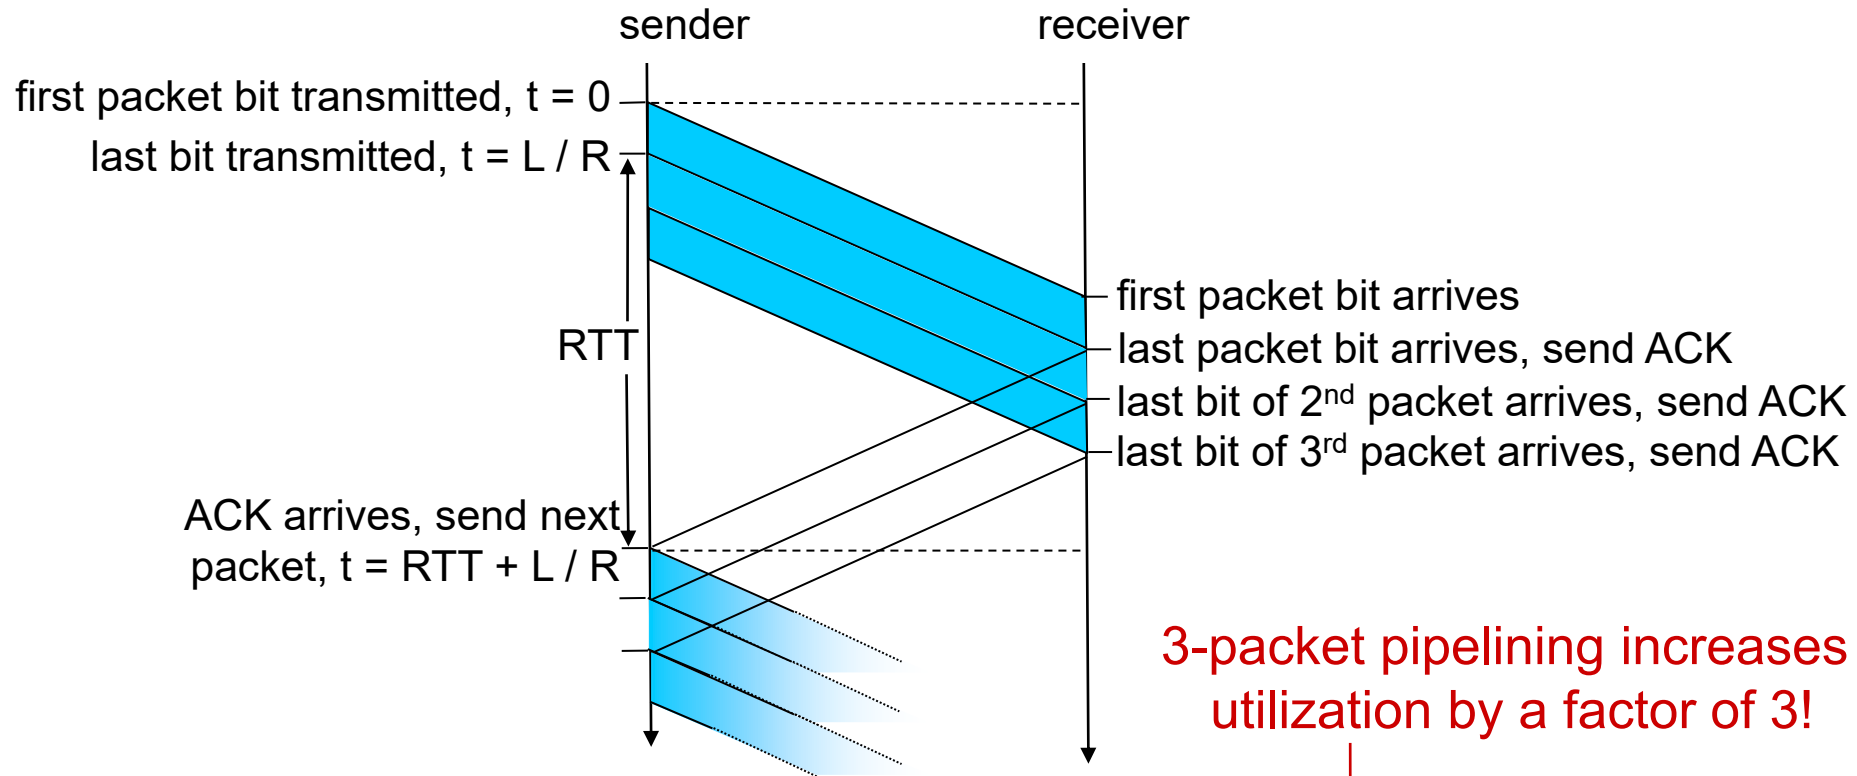 sender
receiver
first packet bit transmitted, t = 0
last bit transmitted, t = L / R
RTT
first packet bit arrives
last packet bit arrives, send ACK
last bit of 2nd packet arrives, send ACK
last bit of 3rd packet arrives, send ACK
ACK arrives, send next
packet, t = RTT + L / R
3-packet pipelining increases
utilization by a factor of 3!